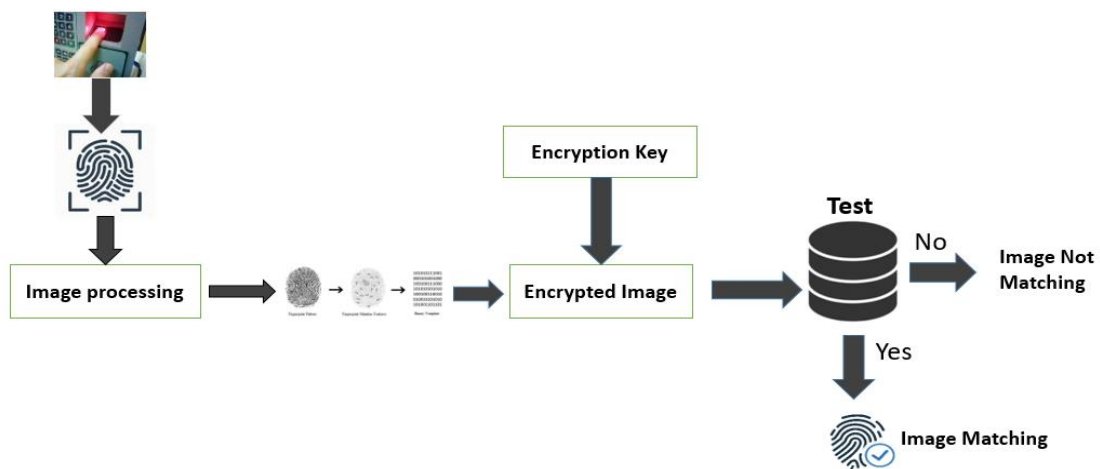 Encryption Key
Test
No
Image Not
Matching
Image processing
Encrypted Image
Yes
Image Matching